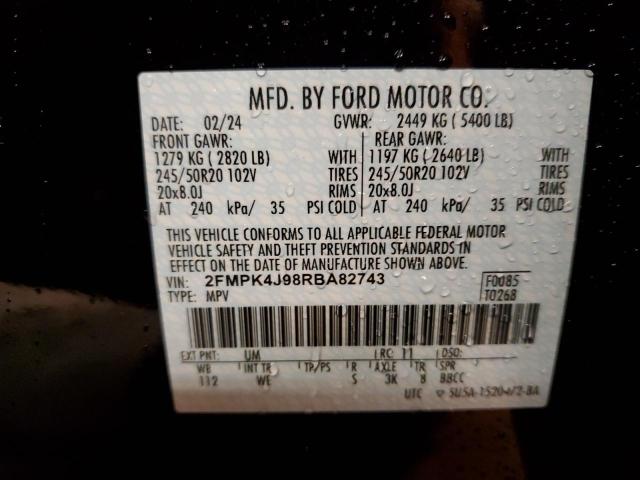 MFD. BY FORD MOTOR CO.
DATE: 02/24 GVWR: 2449 KG ( 5400 LB)
FRONT GAWR: REAR GAWR:
1279 KG ( 2820 LB) WITH 1197 KG ( 2640 LB) WITH
245/50R20 102V TIRES 245/50R20 102V TIRES
20x8.0J RIMS 20x8.0J RIMS
AT 240 kPa/ 35 PSI COLD AT 240 kPa/ 35 PSI COLD
THIS VEHICLE CONFORMS TO ALL APPLICABLE FEDERAL MOTOR
VEHICLE SAFETY AND THEFT PREVENTION STANDARDS IN
EFFECT ON THE DATE OF MANUFACTURE SHOWN ABOVE.
VIN: 2FMPK4J98RBA82743 F0085
TYPE: MPV T0268
EXT PNT: UM RC: 11 DSO:
WB INT TR TP/PS R AXLE TR SPR
112 WE S 3K 8 BBCC
UTC